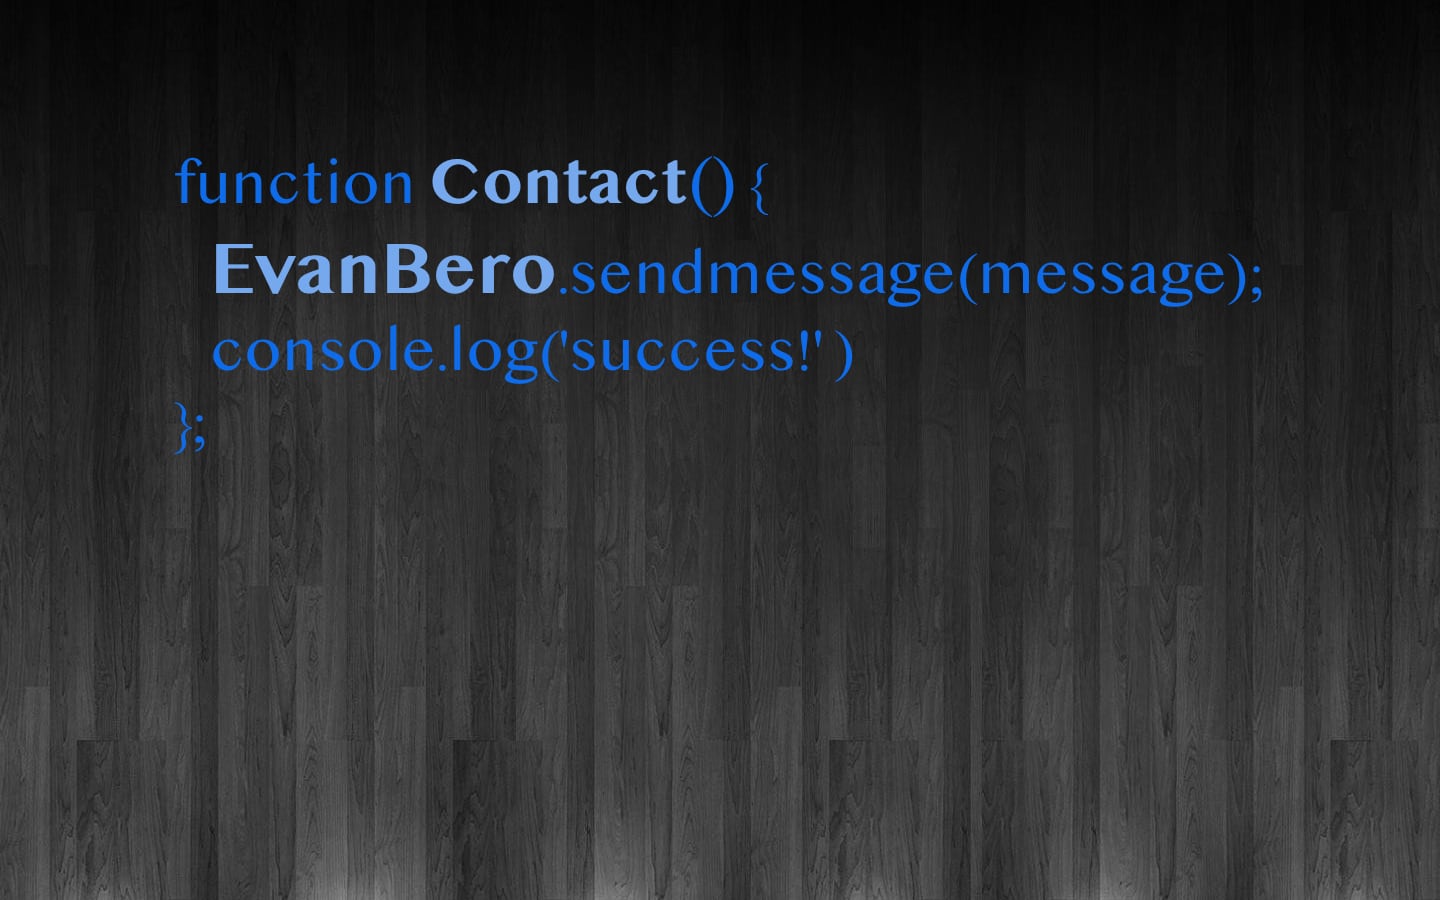 function Contact() {
EvanBero.sendmessage(message);
console.log('success!' )
};